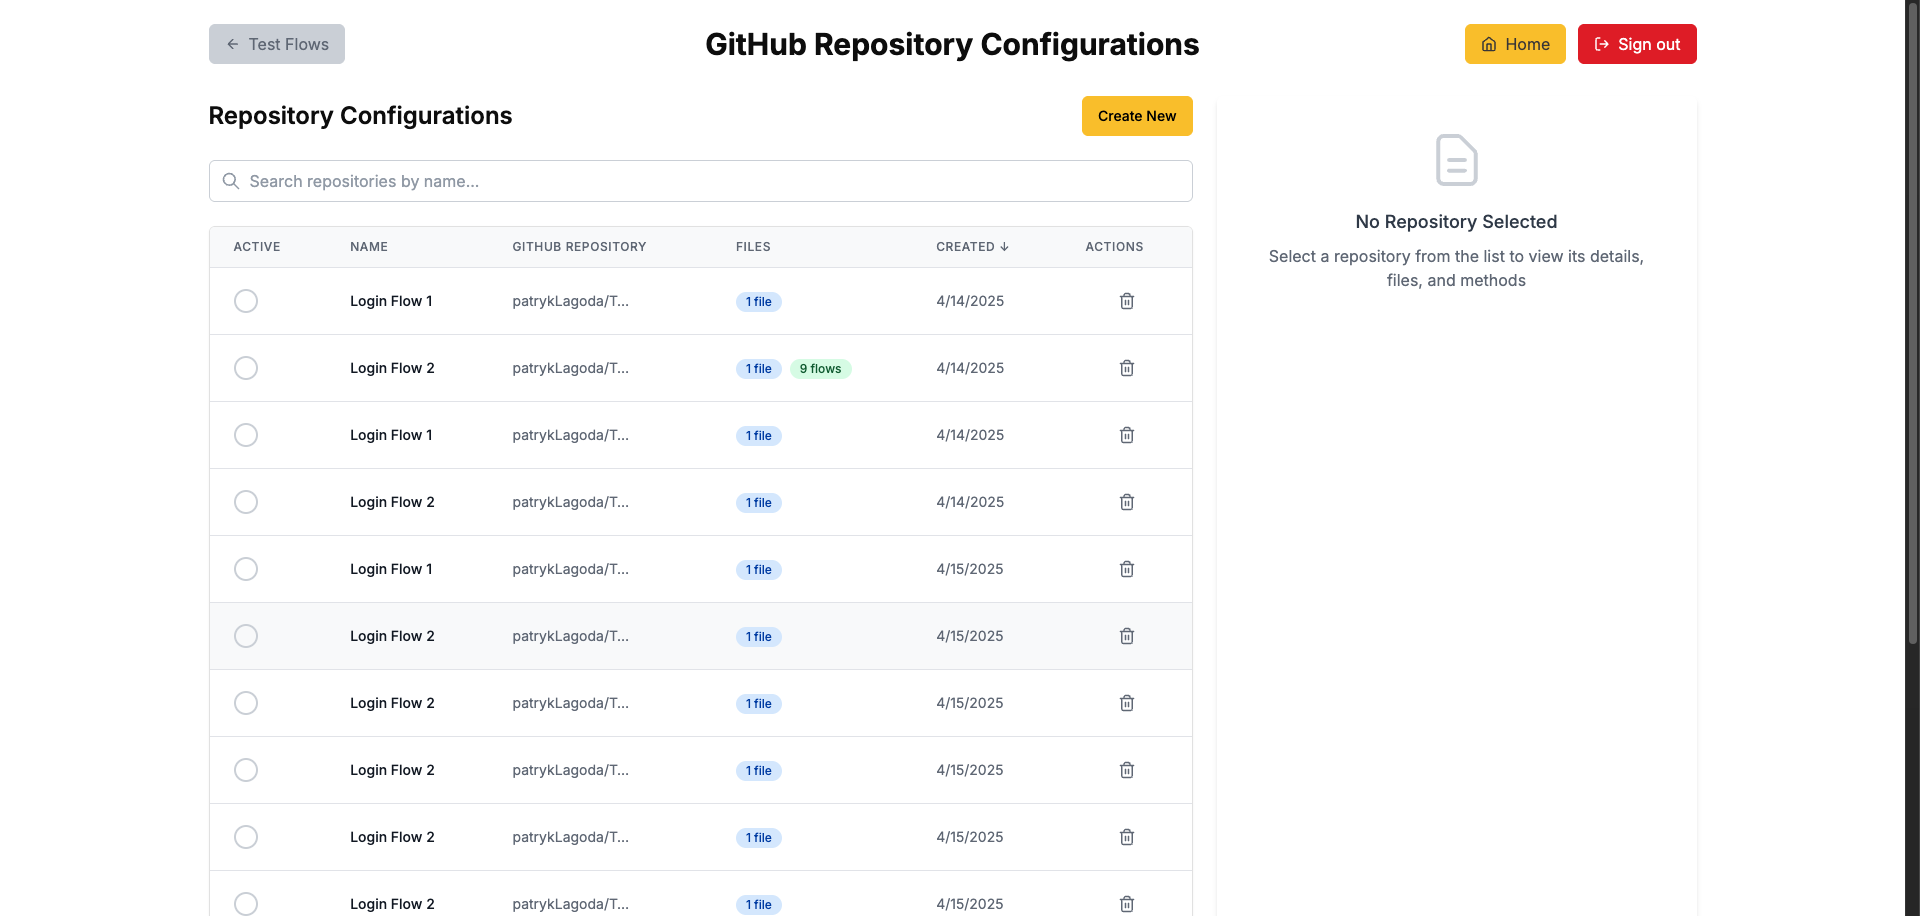 Test Flows
GitHub Repository Configurations
Home
Sign out
Repository Configurations
Create New
Search repositories by name...
ACTIVE NAME GITHUB REPOSITORY FILES CREATED ↓ ACTIONS
Login Flow 1 patrykLagoda/T... 1 file 4/14/2025
Login Flow 2 patrykLagoda/T... 1 file 9 flows 4/14/2025
Login Flow 1 patrykLagoda/T... 1 file 4/14/2025
Login Flow 2 patrykLagoda/T... 1 file 4/14/2025
Login Flow 1 patrykLagoda/T... 1 file 4/15/2025
Login Flow 2 patrykLagoda/T... 1 file 4/15/2025
Login Flow 2 patrykLagoda/T... 1 file 4/15/2025
Login Flow 2 patrykLagoda/T... 1 file 4/15/2025
Login Flow 2 patrykLagoda/T... 1 file 4/15/2025
Login Flow 2 patrykLagoda/T... 1 file 4/15/2025
No Repository Selected
Select a repository from the list to view its details,
files, and methods